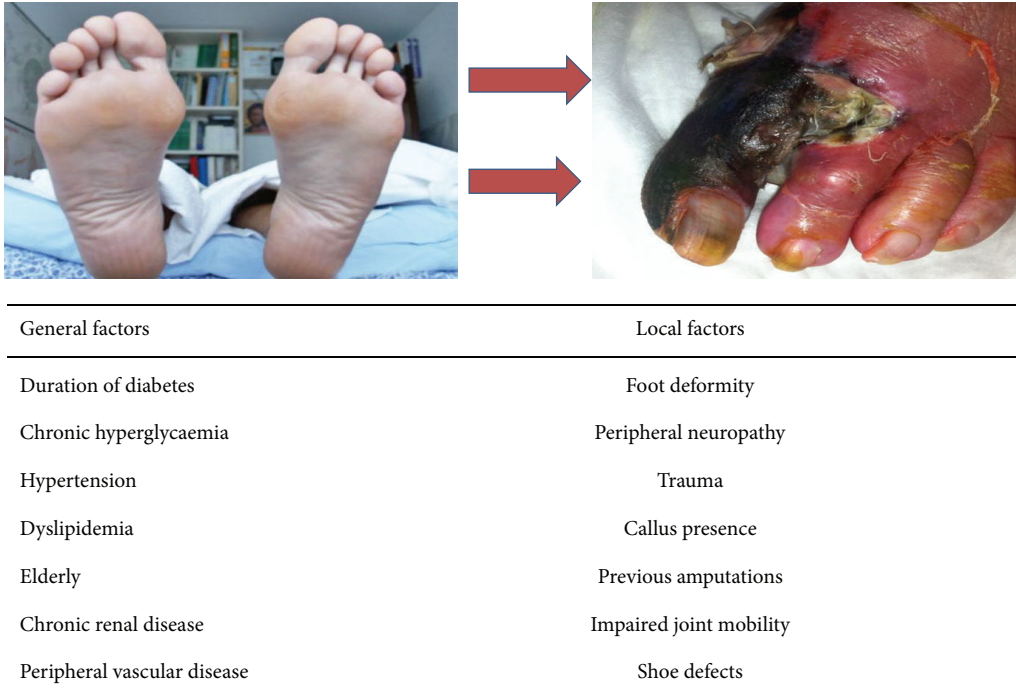 General factors Local factors
Duration of diabetes Foot deformity
Chronic hyperglycaemia Peripheral neuropathy
Hypertension Trauma
Dyslipidemia Callus presence
Elderly Previous amputations
Chronic renal disease Impaired joint mobility
Peripheral vascular disease Shoe defects